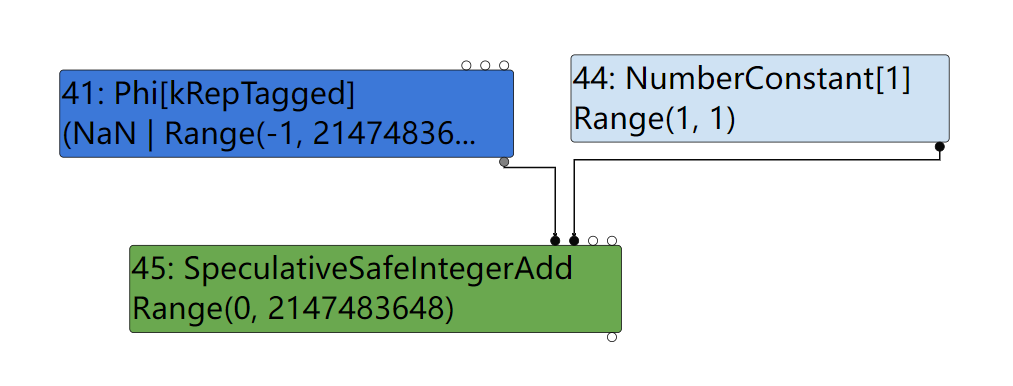 41: Phi[kRepTagged]
(NaN | Range(-1, 21474836...
44: NumberConstant[1]
Range(1, 1)
45: SpeculativeSafeIntegerAdd
Range(0, 2147483648)